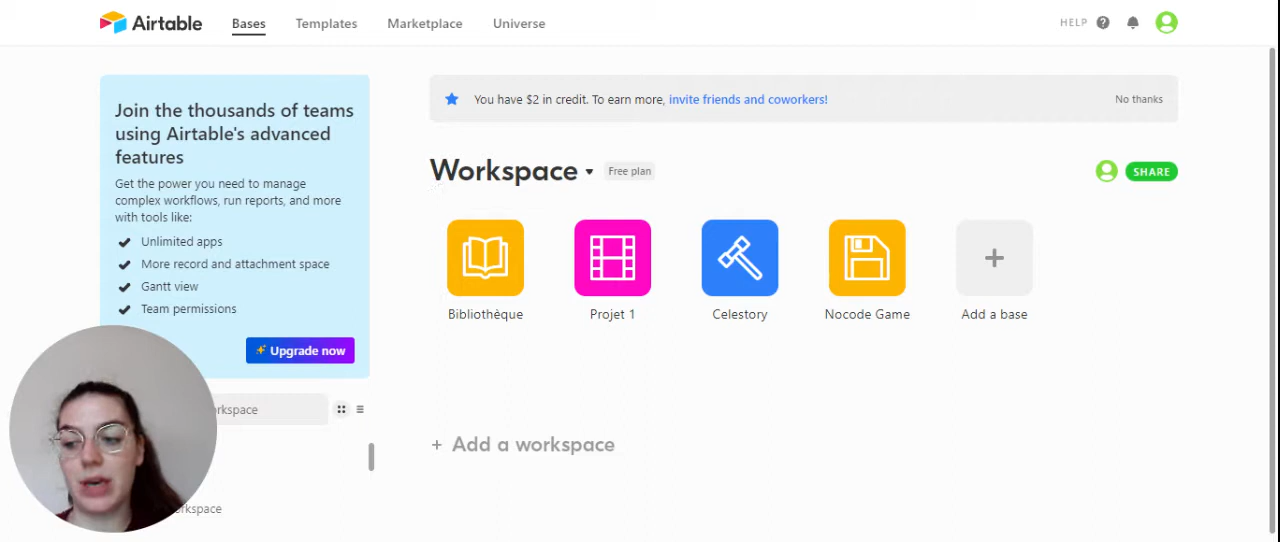 Airtable
Bases
Templates
Marketplace
Universe
HELP
Join the thousands of teams
using Airtable's advanced
features
Get the power you need to manage
complex workflows, run reports, and more
with tools like:
Unlimited apps
More record and attachment space
Gantt view
Team permissions
Upgrade now
You have $2 in credit. To earn more, invite friends and coworkers!
No thanks
Workspace
Free plan
SHARE
Bibliothèque
Projet 1
Celestory
Nocode Game
Add a base
+ Add a workspace